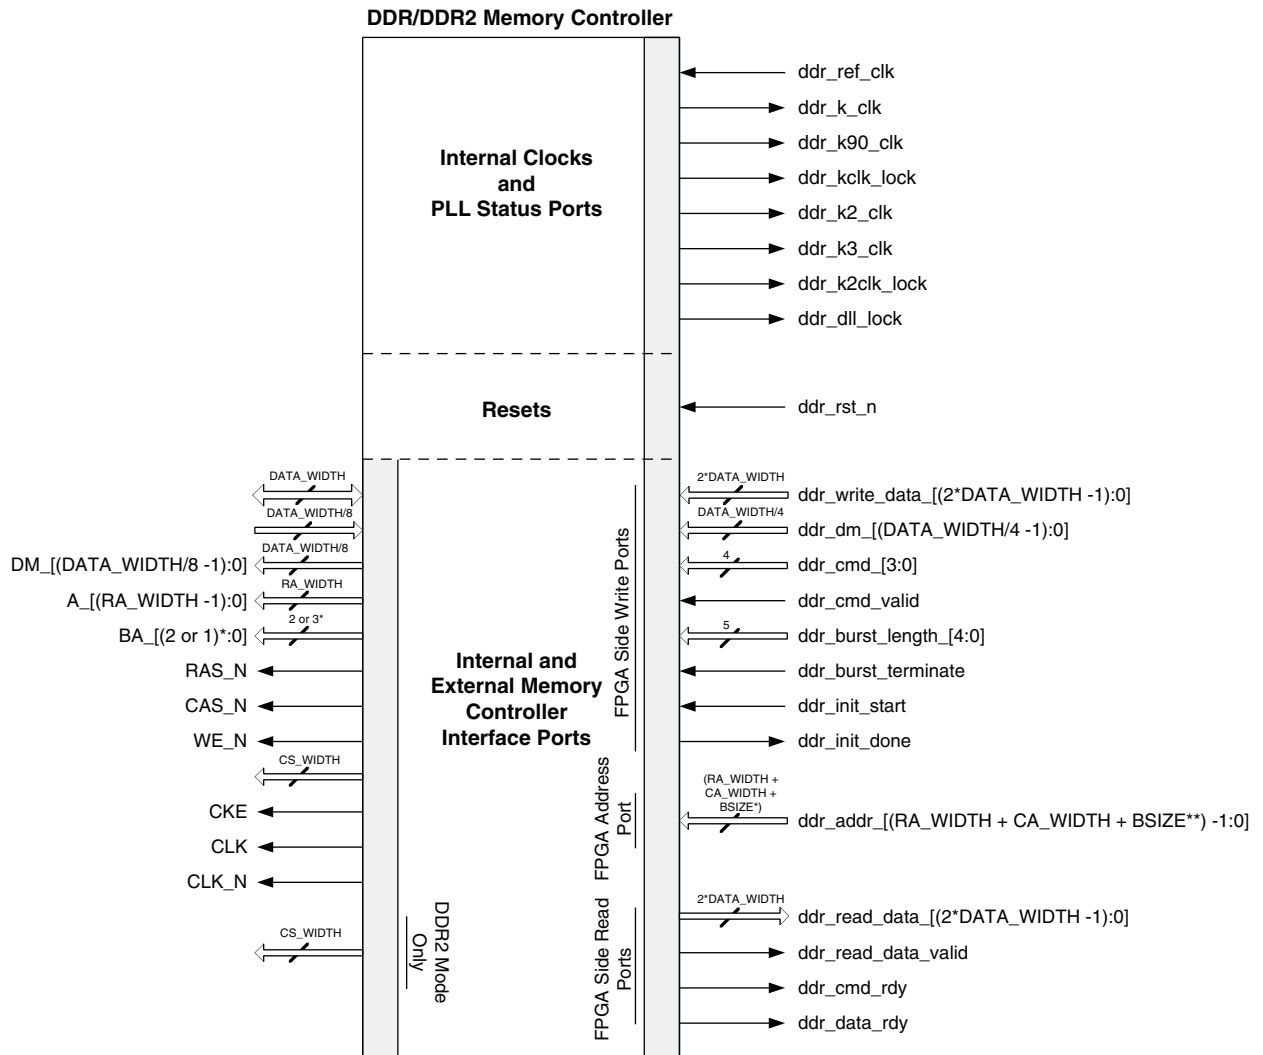 DDR/DDR2 Memory Controller
ddr_ref_clk
ddr_k_clk
ddr_k90_clk
ddr_kclk_lock
ddr_k2_clk
ddr_k3_clk
ddr_k2clk_lock
ddr_dll_lock
Internal Clocks
and
PLL Status Ports
Resets
ddr_rst_n
DATA_WIDTH
DATA_WIDTH/8
DATA_WIDTH/8
DM_[(DATA_WIDTH/8 -1):0]
RA_WIDTH
A_[(RA_WIDTH -1):0]
2 or 3*
BA_[(2 or 1)*:0]
RAS_N
CAS_N
WE_N
CS_WIDTH
CKE
CLK
CLK_N
CS_WIDTH
DDR2 Mode
Only
Internal and
External Memory
Controller
Interface Ports
FPGA Side Write Ports
2*DATA_WIDTH
ddr_write_data_[(2*DATA_WIDTH -1):0]
DATA_WIDTH/4
ddr_dm_[(DATA_WIDTH/4 -1):0]
4
ddr_cmd_[3:0]
ddr_cmd_valid
5
ddr_burst_length_[4:0]
ddr_burst_terminate
ddr_init_start
ddr_init_done
FPGA Address
Port
(RA_WIDTH +
CA_WIDTH +
BSIZE*)
ddr_addr_[(RA_WIDTH + CA_WIDTH + BSIZE**) -1:0]
FPGA Side Read
Ports
2*DATA_WIDTH
ddr_read_data_[(2*DATA_WIDTH -1):0]
ddr_read_data_valid
ddr_cmd_rdy
ddr_data_rdy